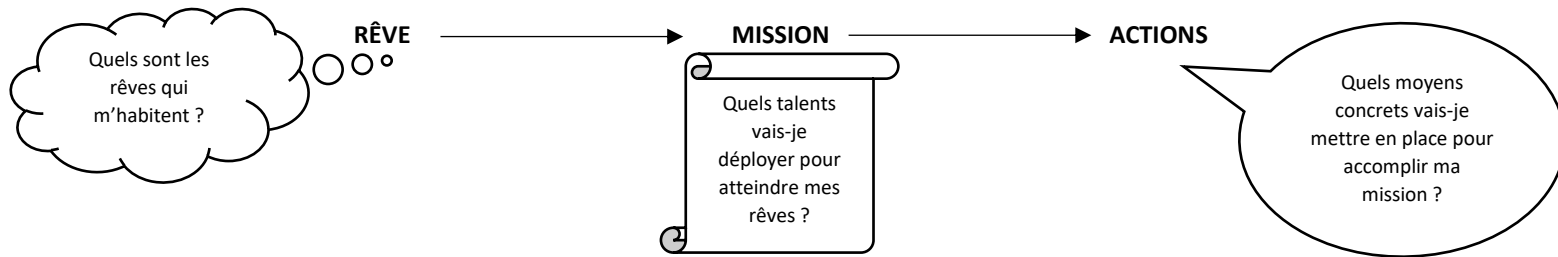 RÊVE
MISSION
ACTIONS
Quels sont les
rêves qui
m’habitent ?
Quels talents
vais-je
déployer pour
atteindre mes
rêves ?
Quels moyens
concrets vais-je
mettre en place pour
accomplir ma
mission ?